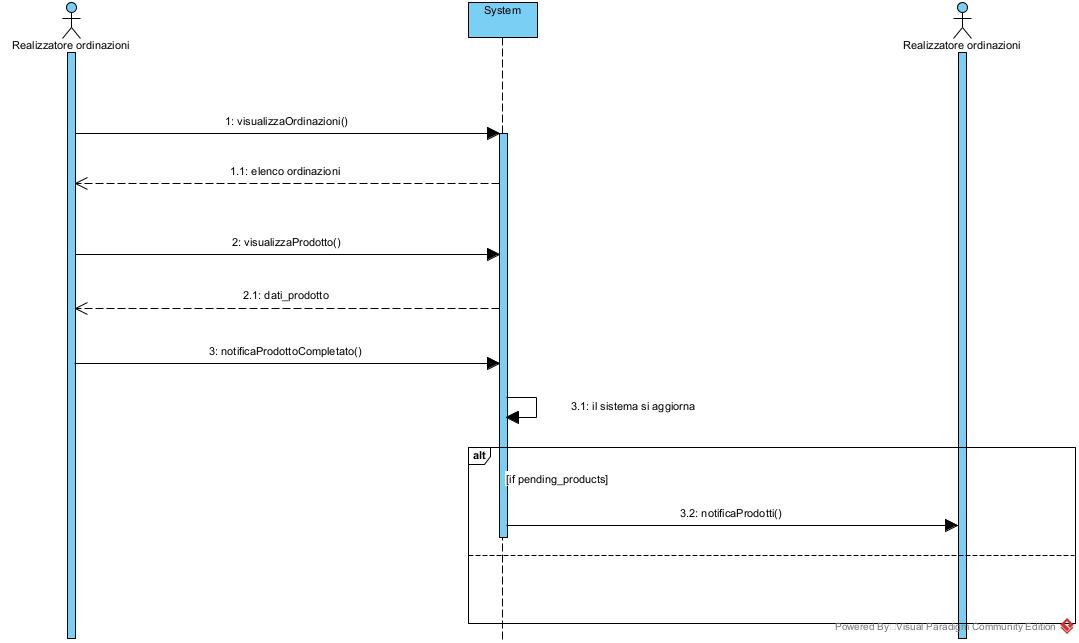 System
Realizzatore ordinazioni
Realizzatore ordinazioni
1: visualizzaOrdinazioni()
1.1: elenco ordinazioni
2: visualizzaProdotto()
2.1: dati_prodotto
3: notificaProdottoCompletato()
3.1: il sistema si aggiorna
alt
[if pending_products]
3.2: notificaProdotti()
Powered By: Visual Paradigm Community Edition